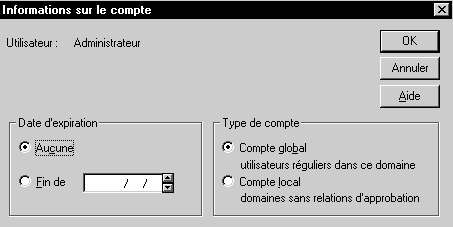 Informations sur le compte
Utilisateur : Administrateur
OK
Annuler
Aide
Date d'expiration
Aucune
Fin de / /
Type de compte
Compte global
utilisateurs réguliers dans ce domaine
Compte local
domaines sans relations d'approbation